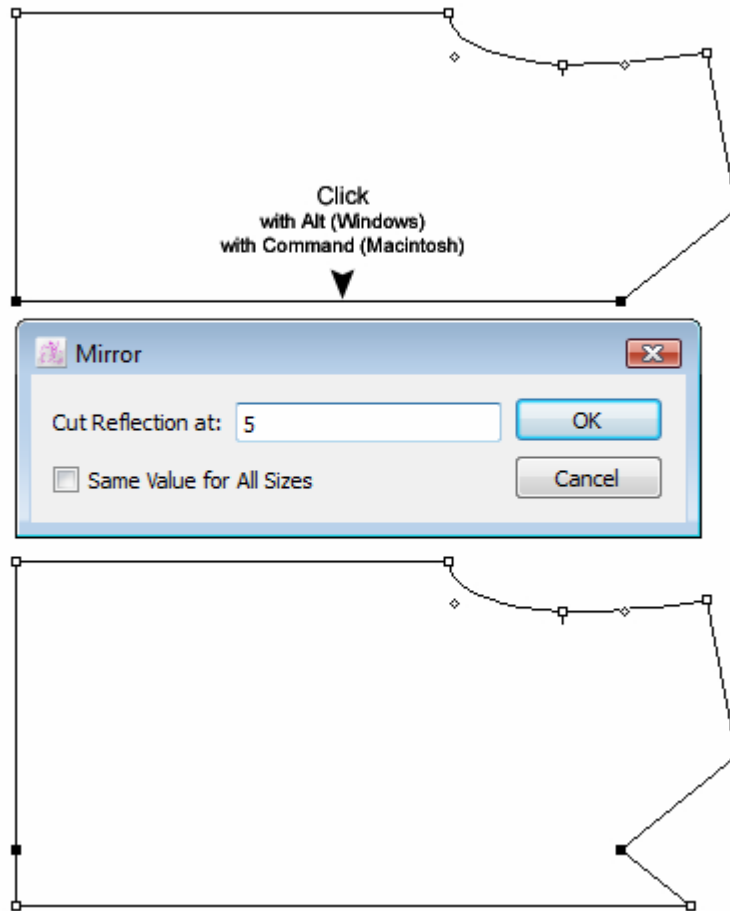 Click
with Alt (Windows)
with Command (Macintosh)
Mirror
Cut Reflection at: 5
OK
Same Value for All Sizes
Cancel